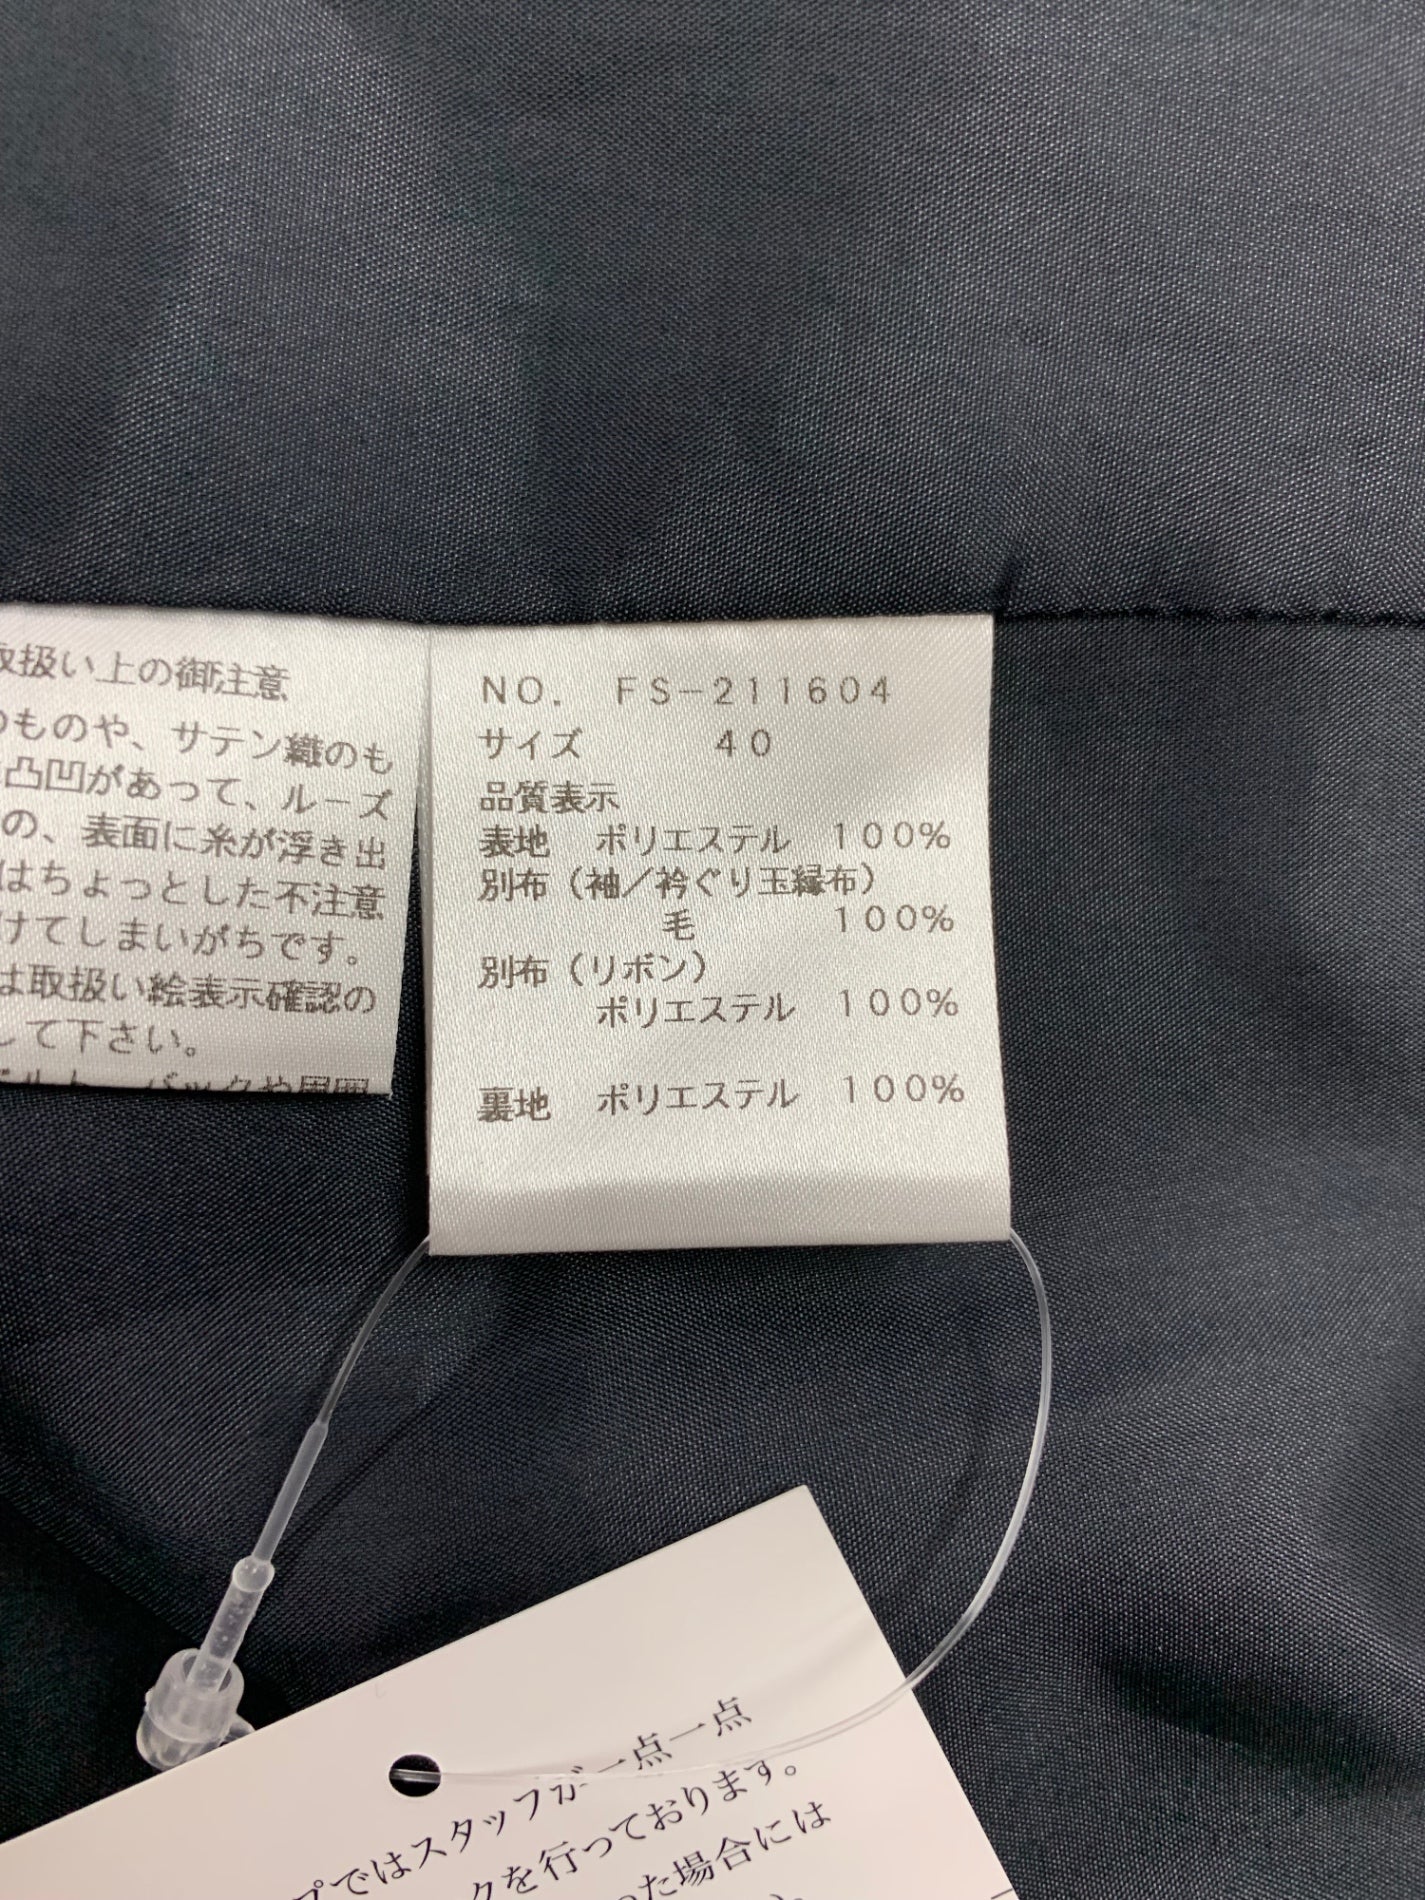 取扱い上の御注意
のものや、サテン織のも
凸凹があって、ルーズ
の、表面に糸が浮き出
はちょっとした不注意
けてしまいがちです。
は取扱い絵表示確認の
して下さい。
NO. FS-211604
サイズ 40
品質表示
表地 ポリエステル 100%
別布（袖／衿ぐり玉縁布）
毛 100%
別布（リボン）
ポリエステル 100%
裏地 ポリエステル 100%
プではスタッフが一点一点
クを行っております。
った場合には